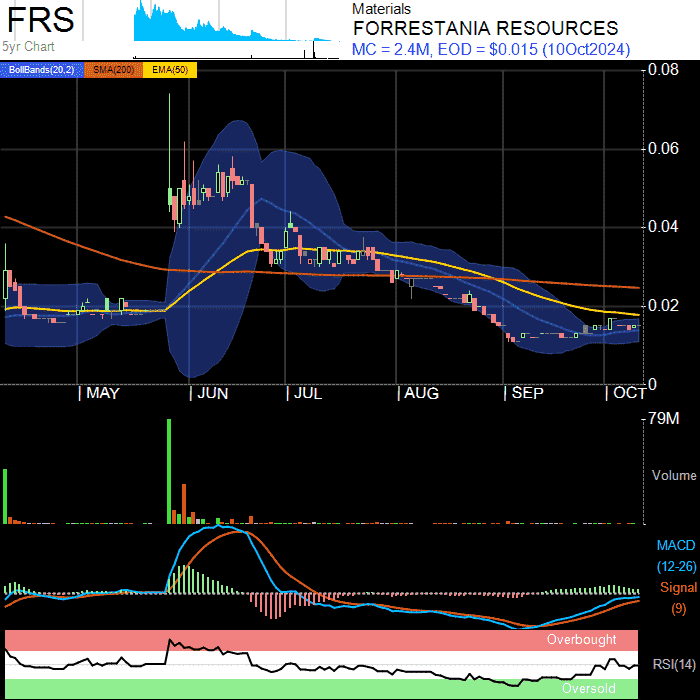 FRS
5yr Chart
Materials
FORRESTANIA RESOURCES
MC = 2.4M, EOD = $0.015 (10Oct2024)
BollBands(20,2) SMA(200) EMA(50)
0.08
0.06
0.04
0.02
0
| MAY | JUN | JUL | AUG | SEP | OCT
79M
Volume
MACD
(12-26)
Signal
(9)
Overbought
RSI(14)
Oversold